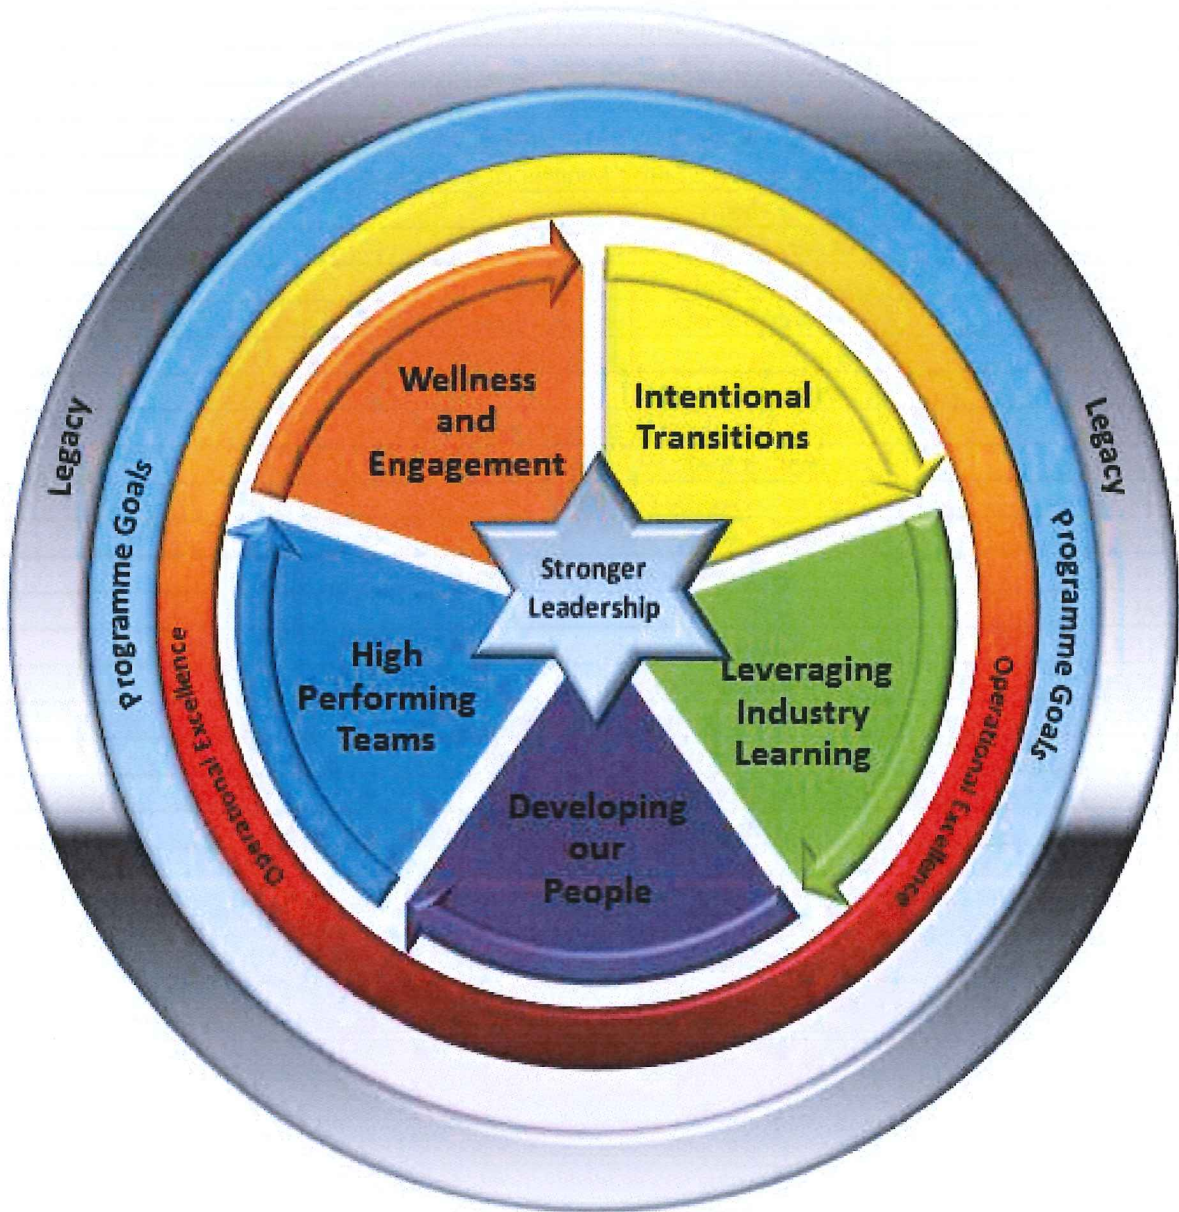 Legacy
Programme Goals
Operational Excellence
Wellness
and
Engagement
Intentional
Transitions
Stronger
Leadership
High
Performing
Teams
Leveraging
Industry
Learning
Developing
our
People
Operational Excellence
Programme Goals
Legacy